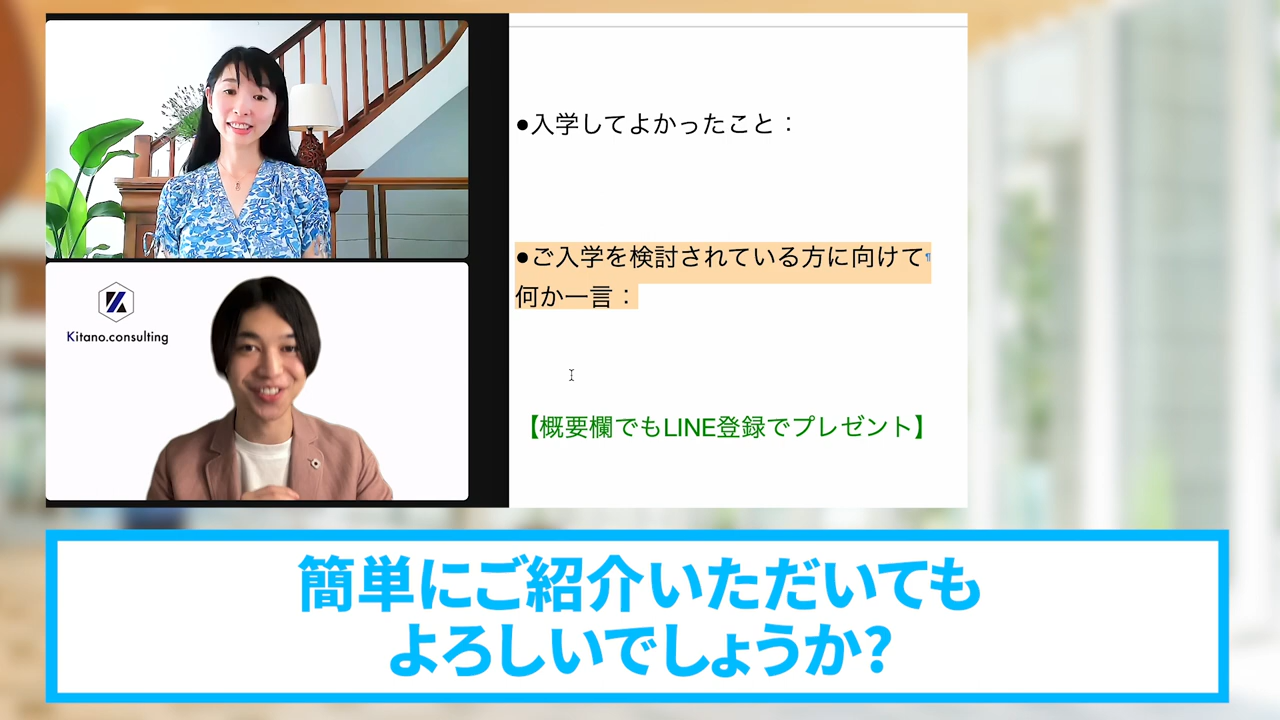 Kitano.consulting
●入学してよかったこと：
●ご入学を検討されている方に向けて
何か一言：
【概要欄でもLINE登録でプレゼント】
簡単にご紹介いただいても
よろしいでしょうか?